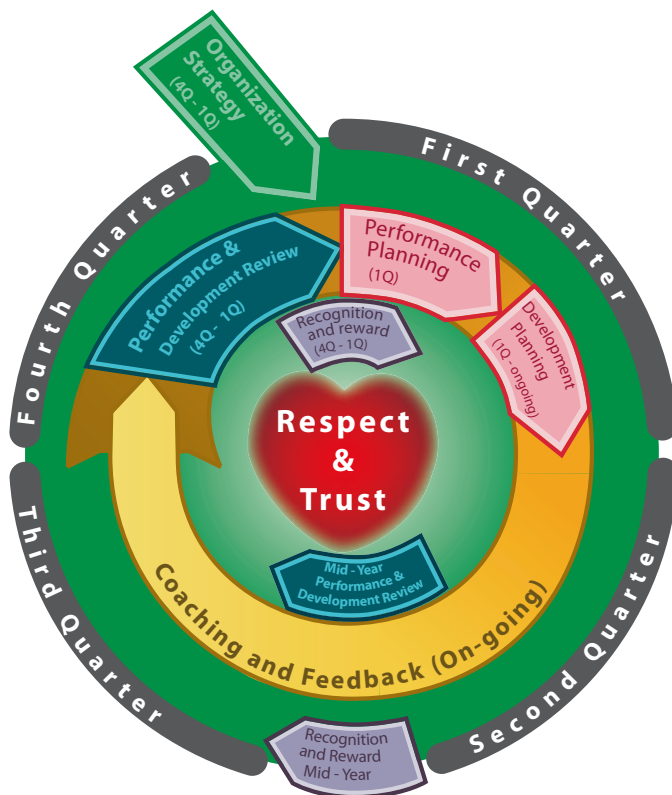 Organization
Strategy
(4Q - 1Q)
First Quarter
Fourth Quarter
Performance &
Development Review
(4Q - 1Q)
Performance
Planning
(1Q)
Development
Planning
(1Q - ongoing)
Recognition
and reward
(4Q - 1Q)
Respect
&
Trust
Mid - Year
Performance &
Development Review
Coaching and Feedback (On-going)
Third Quarter
Second Quarter
Recognition
and Reward
Mid - Year